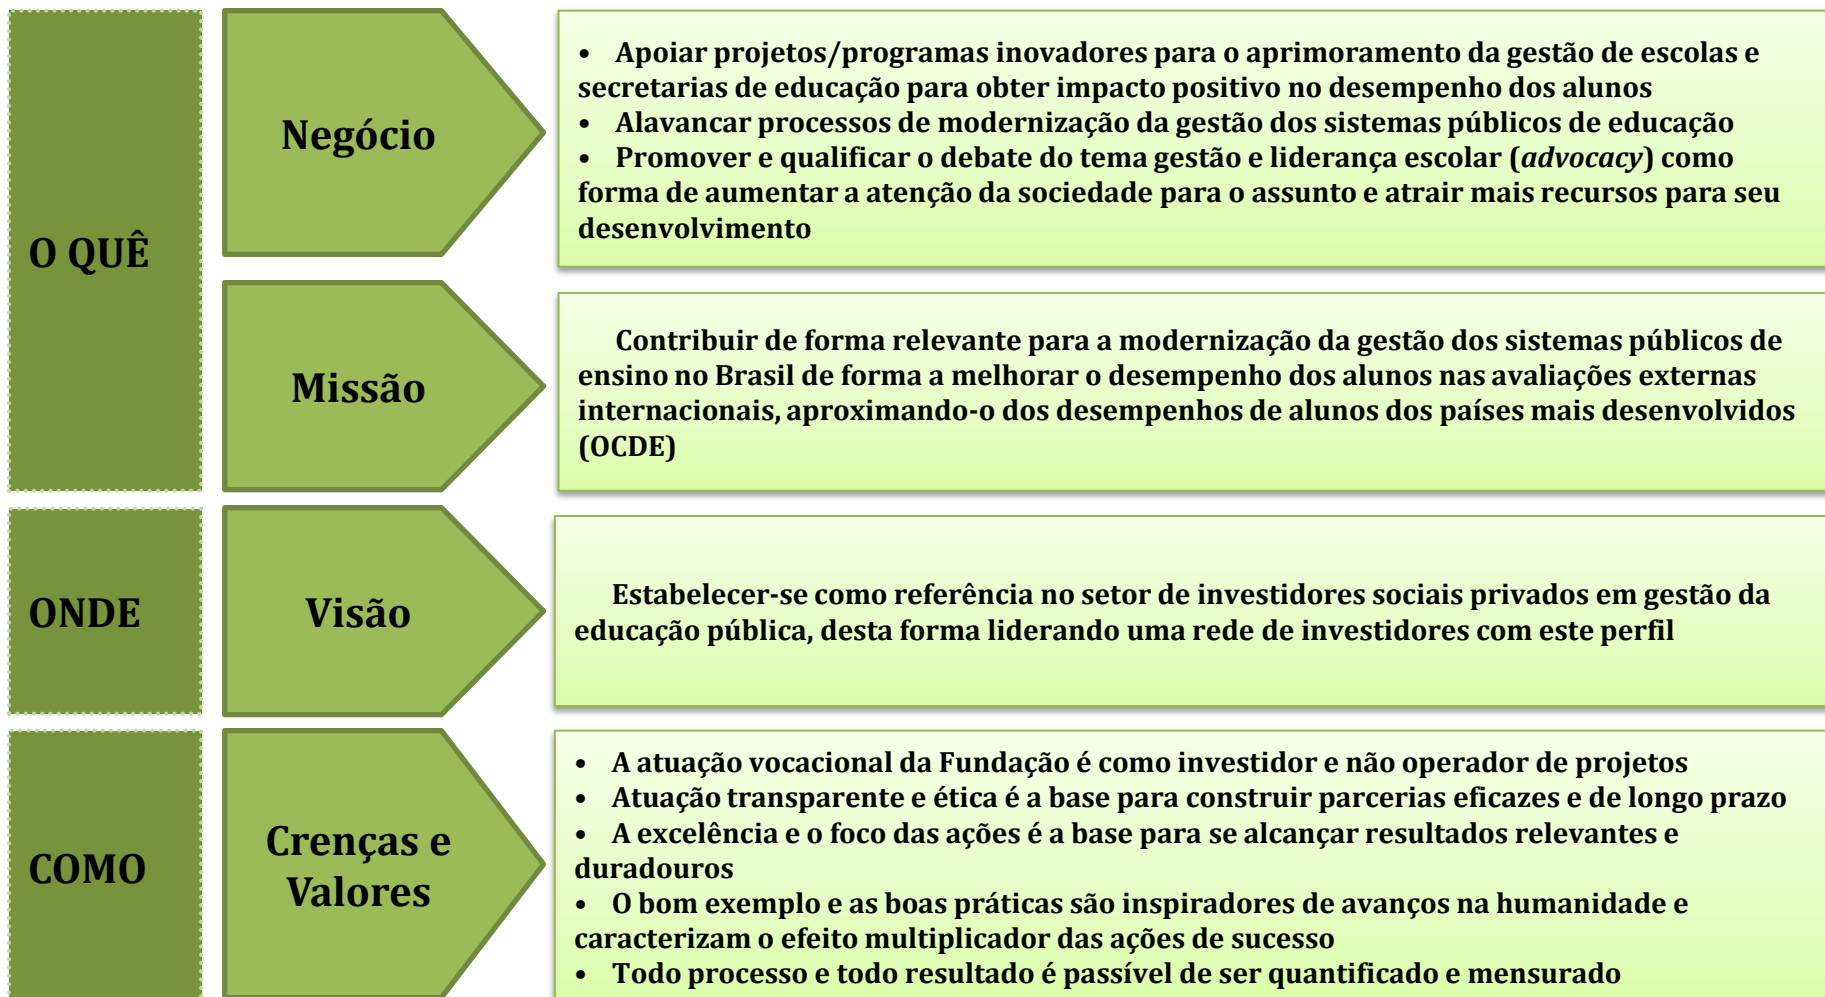 O QUÊ
Negócio
• Apoiar projetos/programas inovadores para o aprimoramento da gestão de escolas e
secretarias de educação para obter impacto positivo no desempenho dos alunos
• Alavancar processos de modernização da gestão dos sistemas públicos de educação
• Promover e qualificar o debate do tema gestão e liderança escolar (advocacy) como
forma de aumentar a atenção da sociedade para o assunto e atrair mais recursos para seu
desenvolvimento
Missão
Contribuir de forma relevante para a modernização da gestão dos sistemas públicos de
ensino no Brasil de forma a melhorar o desempenho dos alunos nas avaliações externas
internacionais, aproximando-o dos desempenhos de alunos dos países mais desenvolvidos
(OCDE)
ONDE
Visão
Estabelecer-se como referência no setor de investidores sociais privados em gestão da
educação pública, desta forma liderando uma rede de investidores com este perfil
COMO
Crenças e
Valores
• A atuação vocacional da Fundação é como investidor e não operador de projetos
• Atuação transparente e ética é a base para construir parcerias eficazes e de longo prazo
• A excelência e o foco das ações é a base para se alcançar resultados relevantes e
duradouros
• O bom exemplo e as boas práticas são inspiradores de avanços na humanidade e
caracterizam o efeito multiplicador das ações de sucesso
• Todo processo e todo resultado é passível de ser quantificado e mensurado